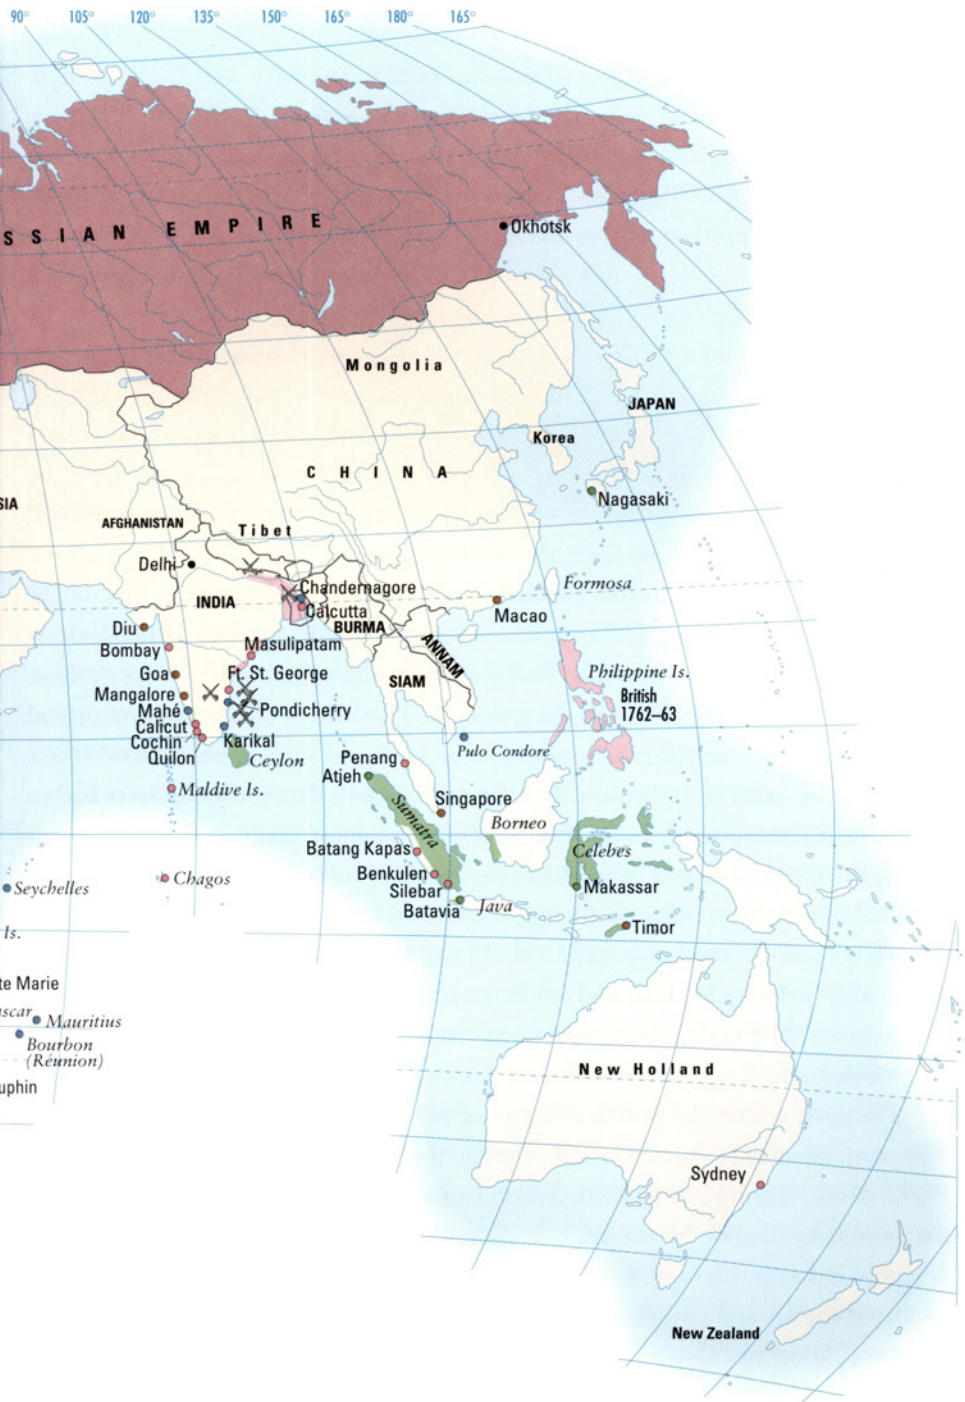 90° 105° 120° 135° 150° 165° 180° 165°
SSIAN EMPIRE
Okhotsk
Mongolia
JAPAN
Korea
CHINA
Nagasaki
SIA
AFGHANISTAN
Tibet
Delhi
Chandernagore
Formosa
INDIA
Calcutta
Macao
Diu
BURMA
Bombay
Masulipatam
ANNAM
Goa
Ft. St. George
Philippine Is.
SIAM
Mangalore
British
1762–63
Mahé
Pondicherry
Calicut
Cochin
Karikal
Pulo Condore
Quilon
Ceylon
Penang
Atjeh
Maldive Is.
Singapore
Sumatra
Borneo
Batang Kapas
Celebes
Chagos
Benkulen
Seychelles
Silebar
Makassar
Batavia
Java
Timor
Is.
te Marie
ascar
Mauritius
Bourbon
(Réunion)
New Holland
uphin
Sydney
New Zealand